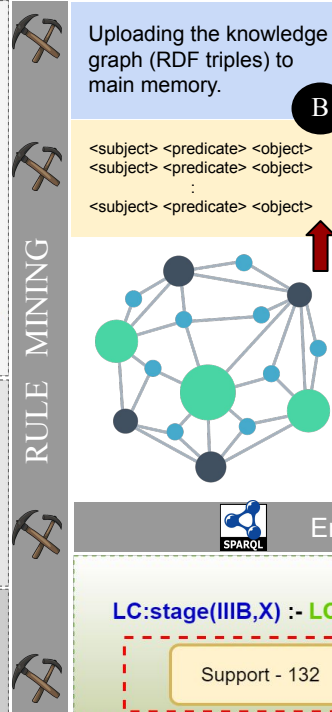 Uploading the knowledge
graph (RDF triples) to
main memory.
B
<subject> <predicate> <object>
<subject> <predicate> <object>
:
<subject> <predicate> <object>
RULE MINING
SPARQL
LC:stage(IIIB,X) :-
Support - 132